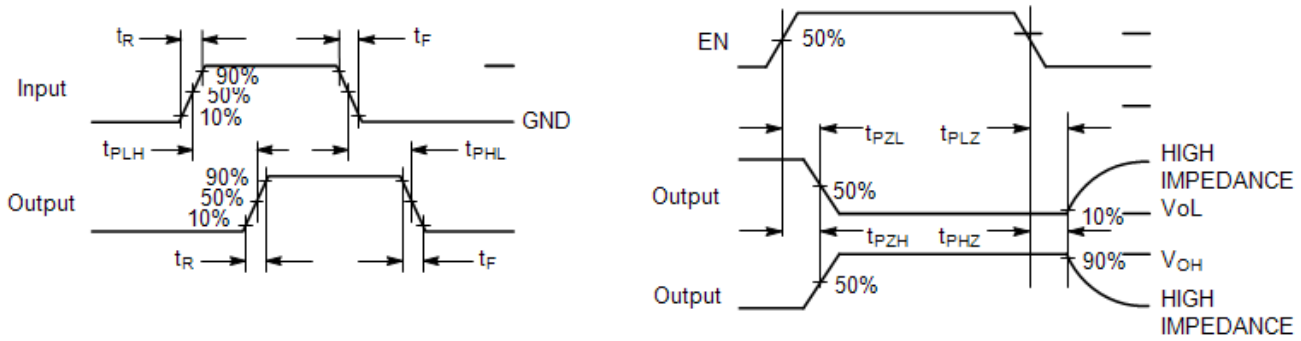 tR
tF
Input
90%
50%
10%
GND
tPLH
tPHL
Output
90%
50%
10%
tR
tF
EN
50%
tPZL
tPLZ
Output
50%
HIGH
IMPEDANCE
10%
VoL
tPZH
tPHZ
Output
50%
90%
VOH
HIGH
IMPEDANCE